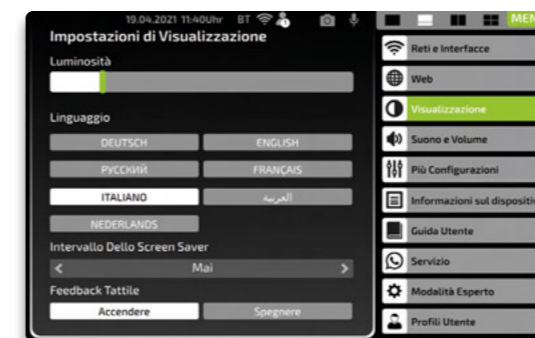 19.04.2021 11:40Uhr BT
MEN
Impostazioni di Visualizzazione
Luminosità
Linguaggio
DEUTSCH
ENGLISH
РУССКИЙ
FRANÇAIS
ITALIANO
العربية
NEDERLANDS
Intervallo Dello Screen Saver
< Mai >
Feedback Tattile
Accendere
Spegnere
Reti e Interfacce
Web
Visualizzazione
Suono e Volume
Più Configurazioni
Informazioni sul dispositiv
Guida Utente
Servizio
Modalità Esperto
Profili Utente